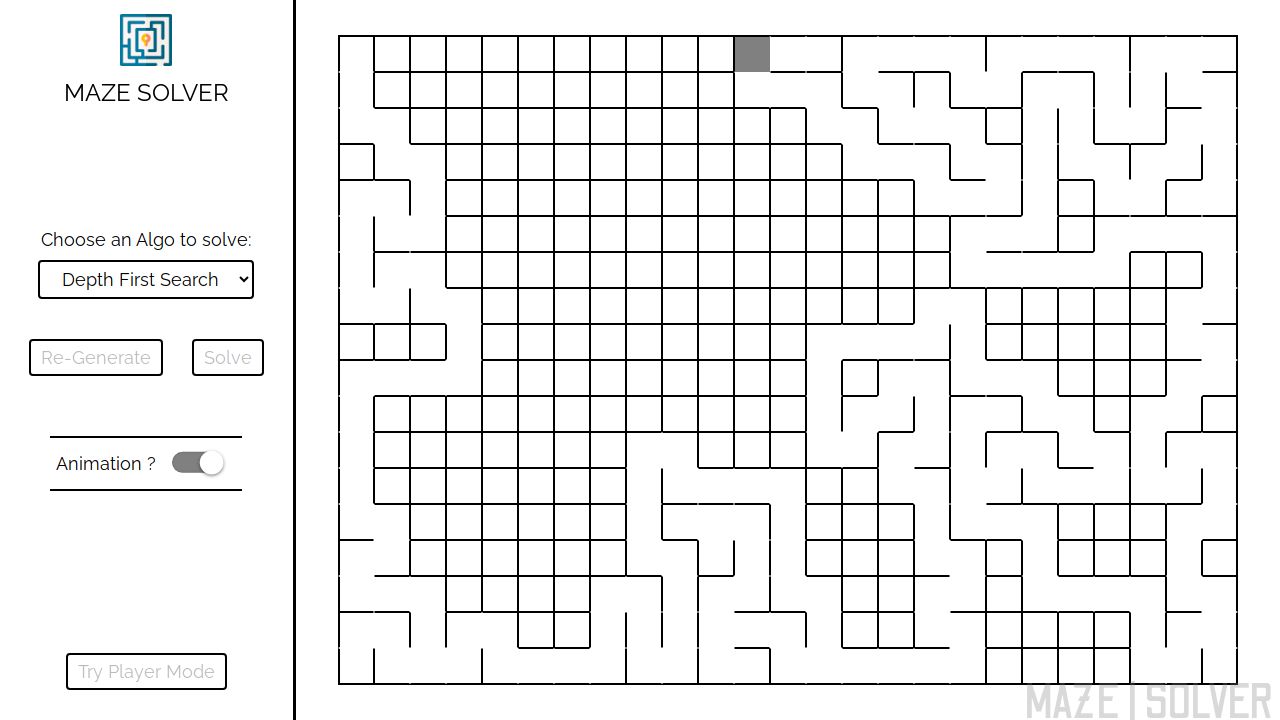 MAZE SOLVER
Choose an Algo to solve:
Depth First Search
Re-Generate
Solve
Animation ?
Try Player Mode
MAZE | SOLVER